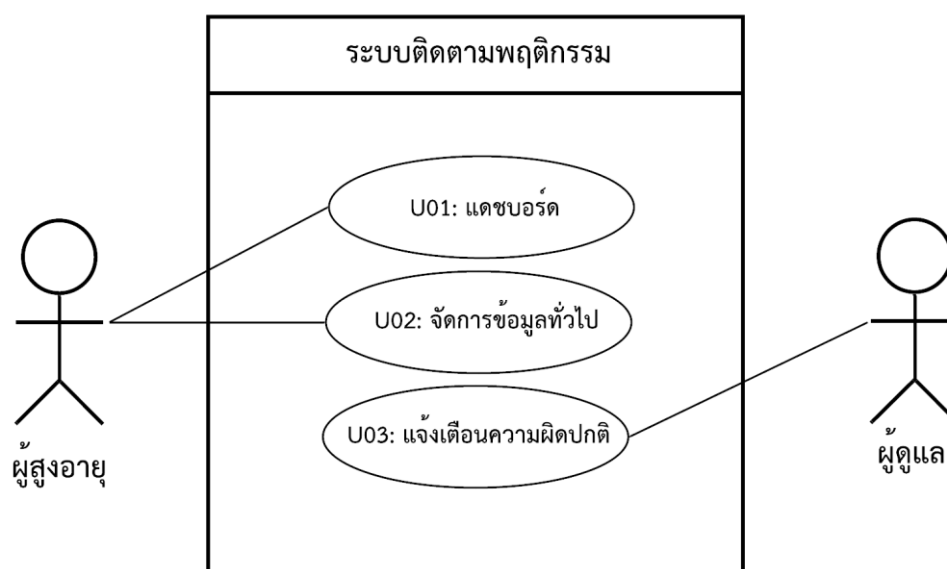 ระบบติดตามพฤติกรรม
U01: แดชบอร์ด
U02: จัดการข้อมูลทั่วไป
U03: แจ้งเตือนความผิดปกติ
ผู้สูงอายุ
ผู้ดูแล